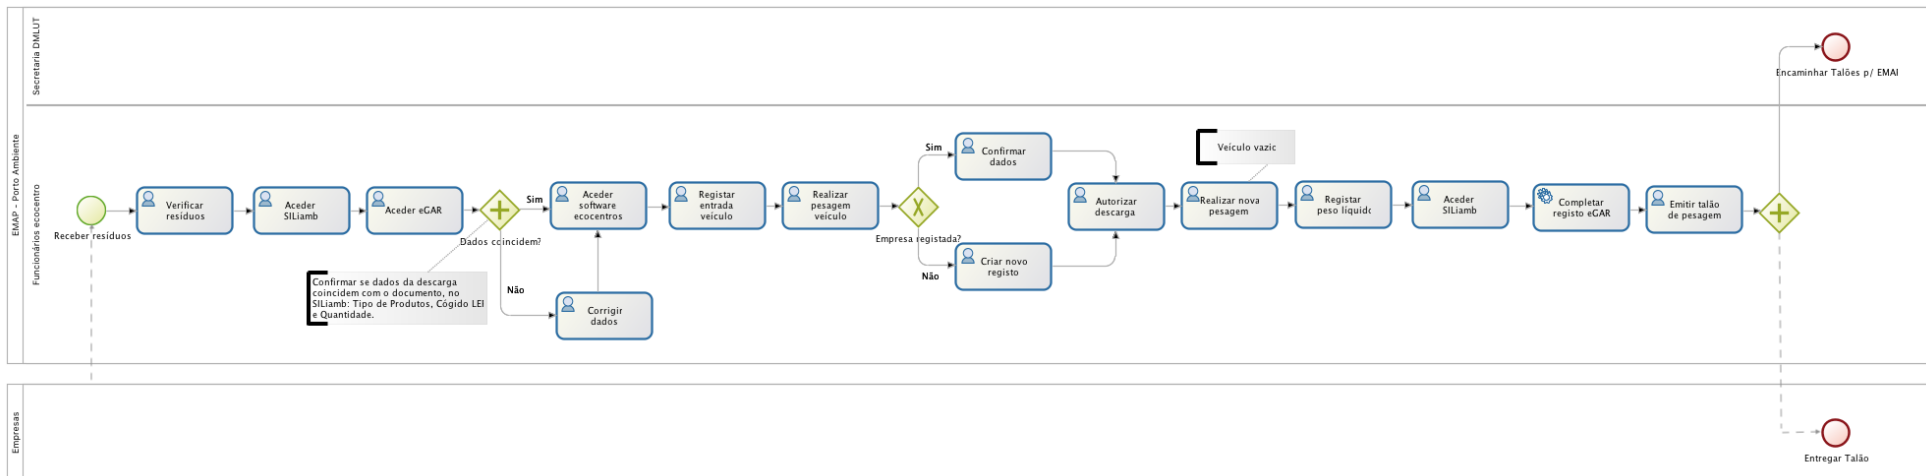 Secretaria DMLUT
Encaminhar Talões p/ EMAI
EMAP - Porto Ambiente
Funcionários ecocentro
Receber resíduos
Verificar
resíduos
Aceder
SILiamb
Aceder eGAR
Dados coincidem?
Confirmar se dados da descarga
coincidem com o documento, no
SILiamb: Tipo de Produtos, Cógido LEI
e Quantidade.
Sim
Não
Corrigir
dados
Aceder
software
ecocentros
Registar
entrada
veículo
Realizar
pesagem
veículo
Empresa registada?
Sim
Confirmar
dados
Não
Criar novo
registo
Autorizar
descarga
Veículo vazic
Realizar nova
pesagem
Registar
peso líquidc
Aceder
SILiamb
Completar
registo eGAR
Emitir talão
de pesagem
Empresas
Entregar Talão